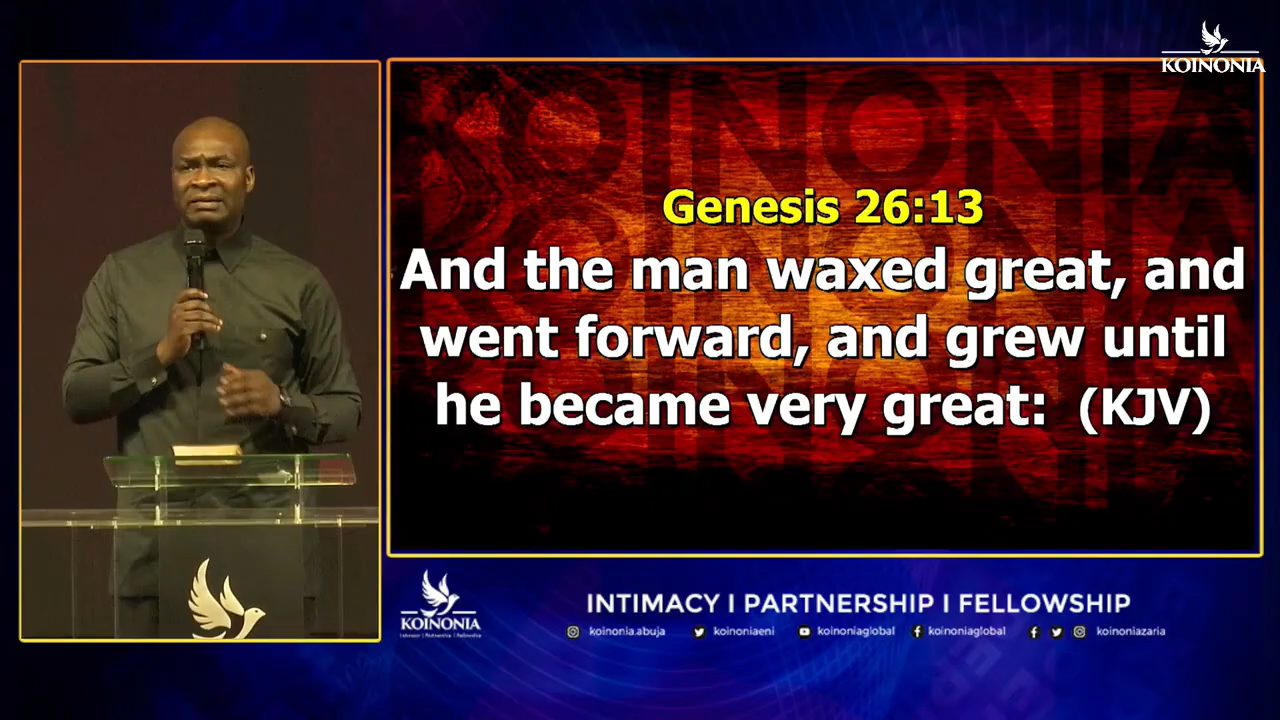 KOINONIA
Genesis 26:13
And the man waxed great, and
went forward, and grew until
he became very great: (KJV)
KOINONIA
INTIMACY I PARTNERSHIP I FELLOWSHIP
koinonia.abuja koinoniaeni koinoniaglobal koinoniaglobal koinoniazaria